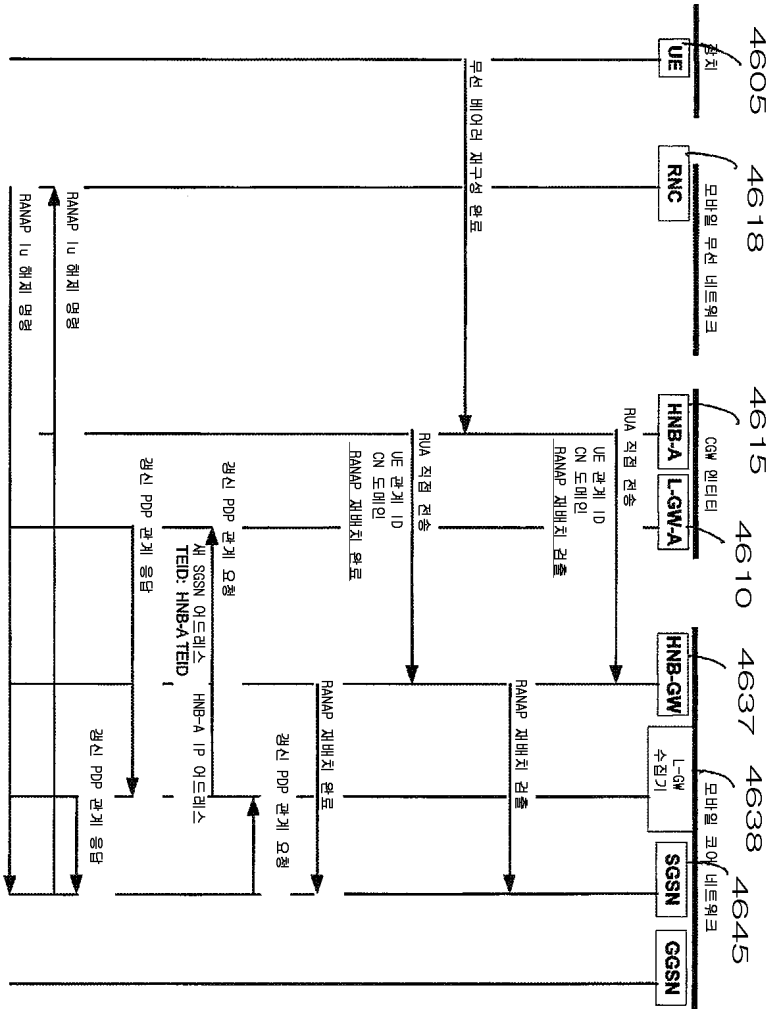 4605
4618
4615
4610
4637
4638
4645
장치
모바일 무선 네트워크
CGW 엔티티
모바일 코어 네트워크
UE
RNC
HNB-A
L-GW-A
HNB-GW
L-GW
수집기
SGSN
GGSN
RUA 직접 전송
UE 관계 ID
CN 도메인
RANAP 재배치 검출
RANAP 재배치 검출
무선 베어러 재구성 완료
RUA 직접 전송
UE 관계 ID
CN 도메인
RANAP 재배치 완료
RANAP 재배치 완료
갱신 PDP 관계 요청
갱신 PDP 관계 요청
새 SGSN 어드레스 HNB-A IP 어드레스
TEID: HNB-A TEID
갱신 PDP 관계 응답
갱신 PDP 관계 응답
RANAP Iu 해제 명령
RANAP Iu 해제 명령